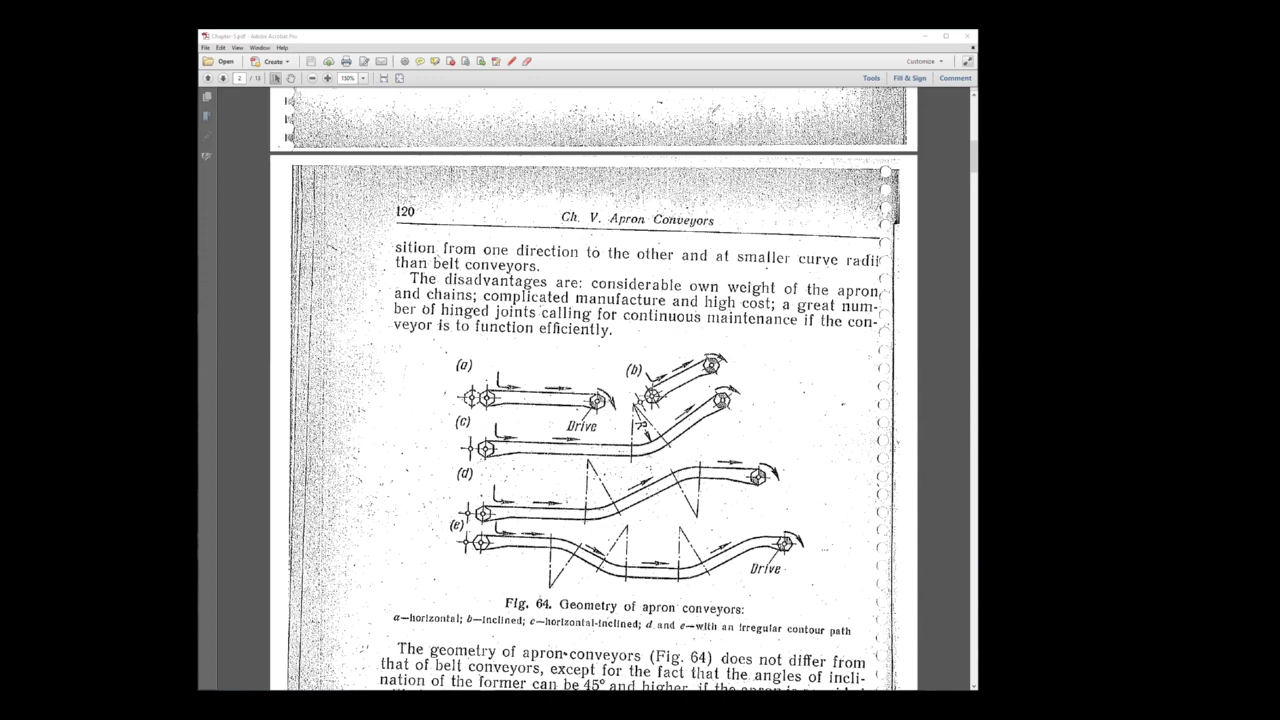 Chapter-5.pdf - Adobe Acrobat Pro
File Edit View Window Help
Open Create Customize
2 / 13 150% Tools Fill & Sign Comment
120 Ch. V. Apron Conveyors
sition from one direction to the other and at smaller curve radii
than belt conveyors.
The disadvantages are: considerable own weight of the apron
and chains; complicated manufacture and high cost; a great num-
ber of hinged joints calling for continuous maintenance if the con-
veyor is to function efficiently.
(a) (b)
Drive
(c) R
(d)
(e)
Drive
Fig. 64. Geometry of apron conveyors:
a—horizontal; b—inclined; c—horizontal-inclined; d and e—with an irregular contour path
The geometry of apron conveyors (Fig. 64) does not differ from
that of belt conveyors, except for the fact that the angles of incli-
nation of the former can be 45° and higher, if the apron is